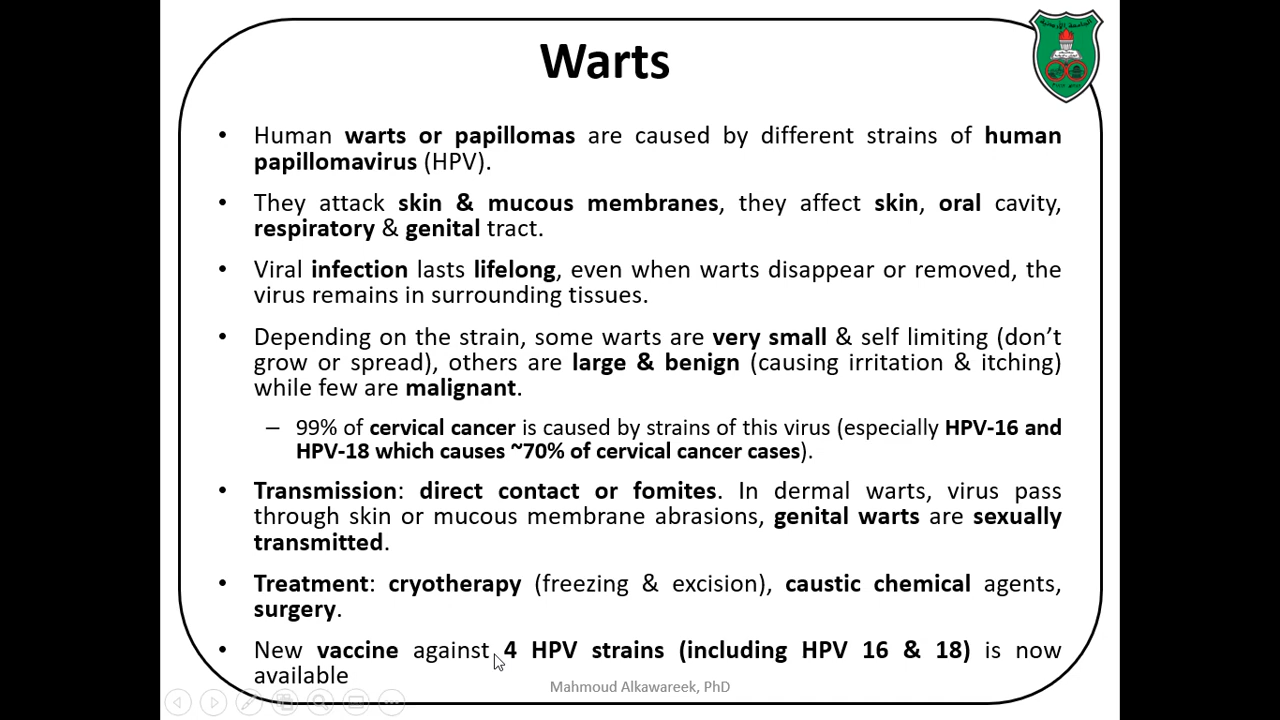 Warts
• Human warts or papillomas are caused by different strains of human
papillomavirus (HPV).
• They attack skin & mucous membranes, they affect skin, oral cavity,
respiratory & genital tract.
• Viral infection lasts lifelong, even when warts disappear or removed, the
virus remains in surrounding tissues.
• Depending on the strain, some warts are very small & self limiting (don't
grow or spread), others are large & benign (causing irritation & itching)
while few are malignant.
– 99% of cervical cancer is caused by strains of this virus (especially HPV-16 and
HPV-18 which causes ~70% of cervical cancer cases).
• Transmission: direct contact or fomites. In dermal warts, virus pass
through skin or mucous membrane abrasions, genital warts are sexually
transmitted.
• Treatment: cryotherapy (freezing & excision), caustic chemical agents,
surgery.
• New vaccine against 4 HPV strains (including HPV 16 & 18) is now
available
Mahmoud Alkawareek, PhD